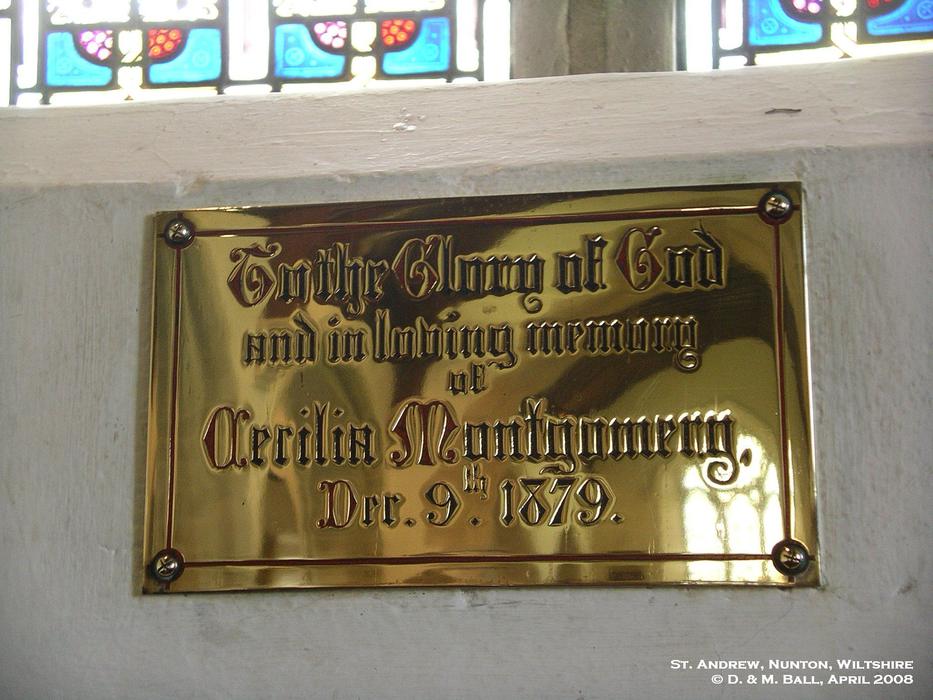 To the Glory of God
and in loving memory
of
Cecilia Montgomery,
Dec. 9th. 1879.
St. Andrew, Nunton, Wiltshire
© D. & M. Ball, April 2008